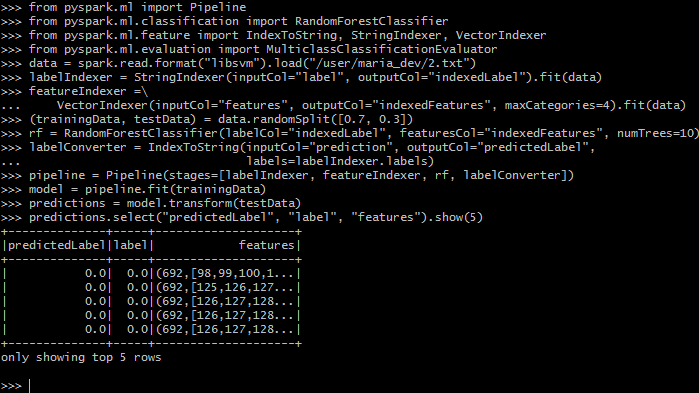 >>> from pyspark.ml import Pipeline
>>> from pyspark.ml.classification import RandomForestClassifier
>>> from pyspark.ml.feature import IndexToString, StringIndexer, VectorIndexer
>>> from pyspark.ml.evaluation import MulticlassClassificationEvaluator
>>> data = spark.read.format("libsvm").load("/user/maria_dev/2.txt")
>>> labelIndexer = StringIndexer(inputCol="label", outputCol="indexedLabel").fit(data)
>>> featureIndexer =\
...     VectorIndexer(inputCol="features", outputCol="indexedFeatures", maxCategories=4).fit(data)
>>> (trainingData, testData) = data.randomSplit([0.7, 0.3])
>>> rf = RandomForestClassifier(labelCol="indexedLabel", featuresCol="indexedFeatures", numTrees=10)
>>> labelConverter = IndexToString(inputCol="prediction", outputCol="predictedLabel",
...                                labels=labelIndexer.labels)
>>> pipeline = Pipeline(stages=[labelIndexer, featureIndexer, rf, labelConverter])
>>> model = pipeline.fit(trainingData)
>>> predictions = model.transform(testData)
>>> predictions.select("predictedLabel", "label", "features").show(5)
+--------------+-----+--------------------+
|predictedLabel|label|            features|
+--------------+-----+--------------------+
|           0.0|  0.0|(692,[98,99,100,1...|
|           0.0|  0.0|(692,[125,126,127...|
|           0.0|  0.0|(692,[126,127,128...|
|           0.0|  0.0|(692,[126,127,128...|
|           0.0|  0.0|(692,[126,127,128...|
+--------------+-----+--------------------+
only showing top 5 rows
>>>